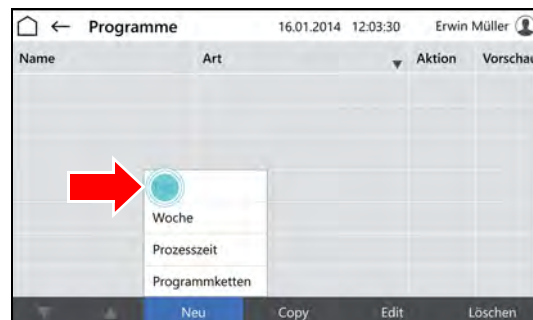 Programme 16.01.2014 12:03:30 Erwin Müller
Name Art Aktion Vorschau
Woche
Prozesszeit
Programmketten
Neu Copy Edit Löschen